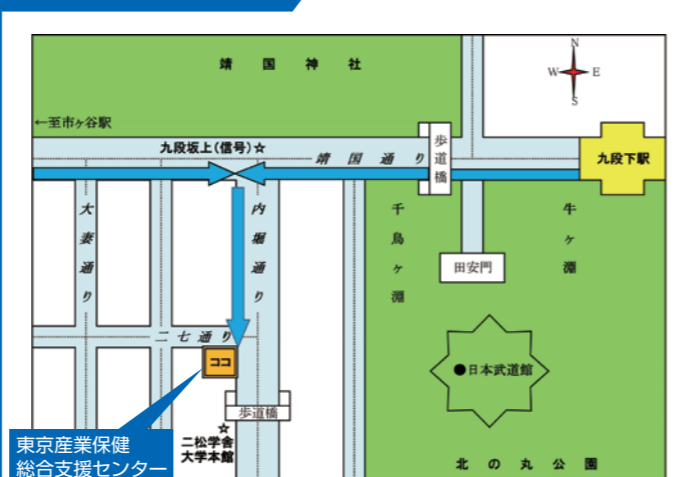 靖国神社
N
W E
S
←至市ヶ谷駅
九段坂上(信号)☆
靖国通り
歩道橋
九段下駅
大妻通り
内堀通り
千鳥ヶ淵
牛ヶ淵
田安門
二七通り
ココ
●日本武道館
歩道橋
☆
二松学舎
大学本館
東京産業保健
総合支援センター
北の丸公園